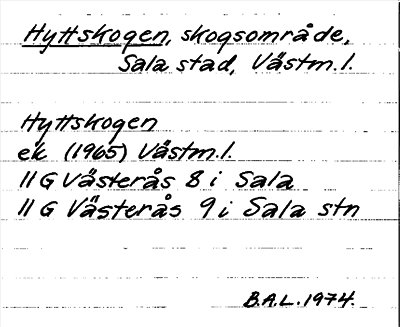 Hyttskogen, skogsområde,
Sala stad, Västm.l.
Hyttskogen
ek (1965) Västm.l.
11 G Västerås 8 i Sala
11 G Västerås 9 i Sala stn
B.A.L. 1974.